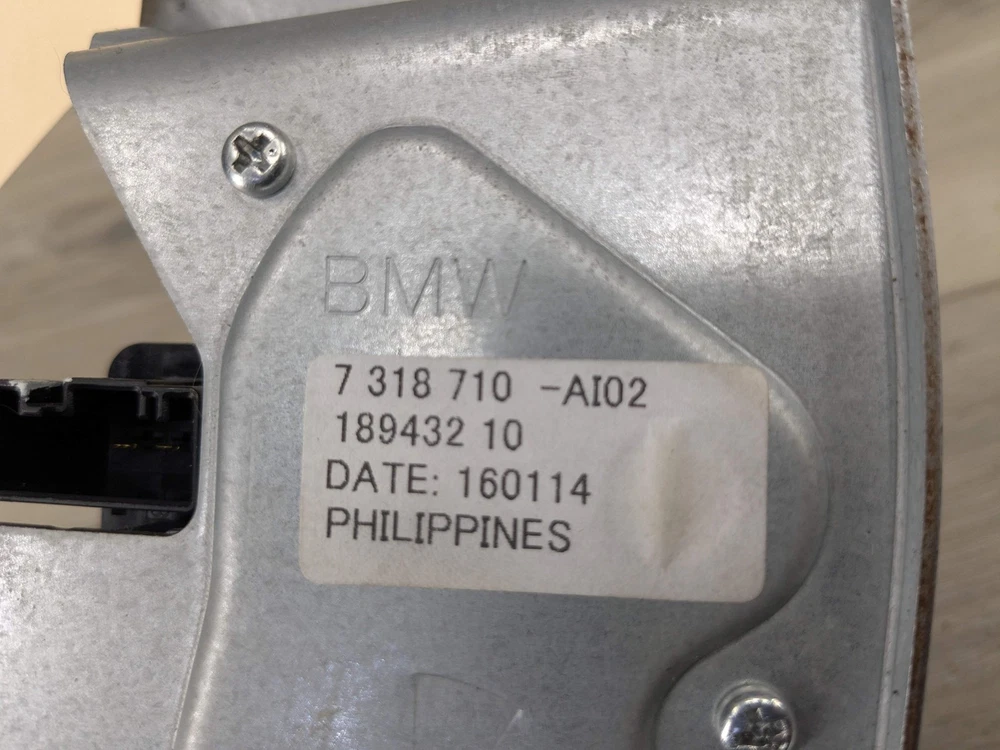 BMW
7 318 710 -AI02
189432 10
DATE: 160114
PHILIPPINES